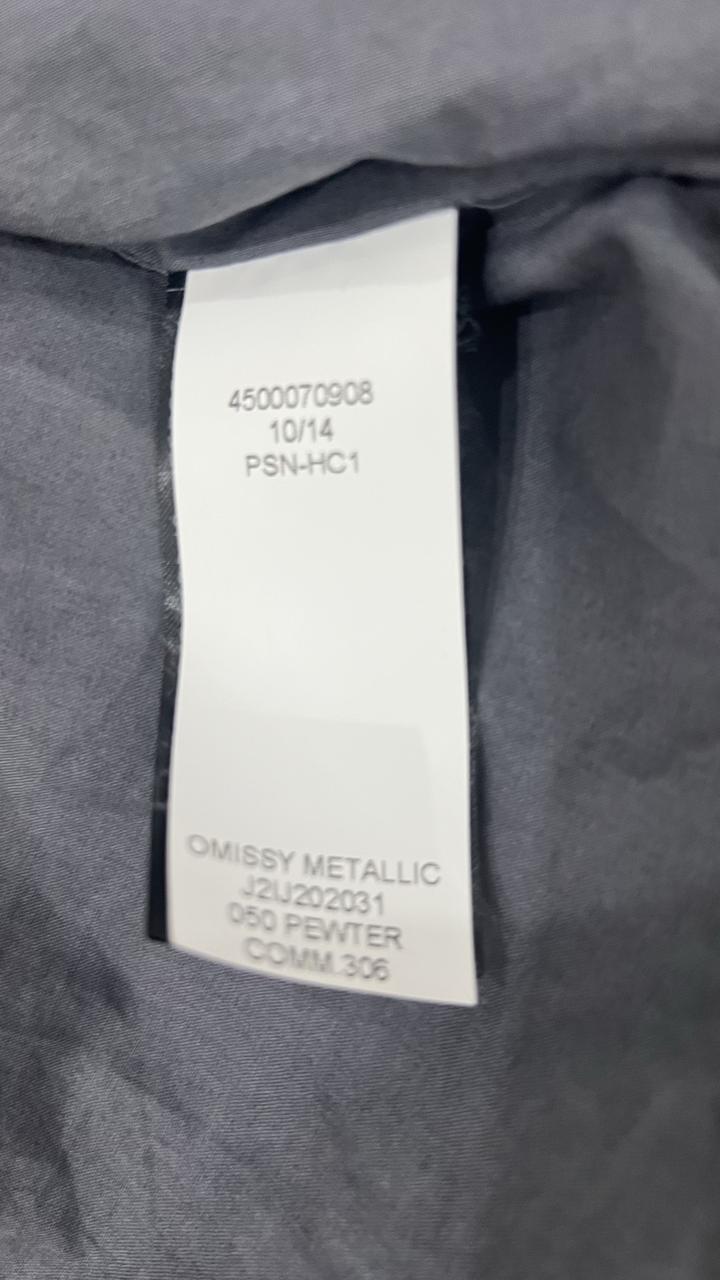 4500070908
10/14
PSN-HC1
OMISSY METALLIC
J2IJ202031
050 PEWTER
COMM.306